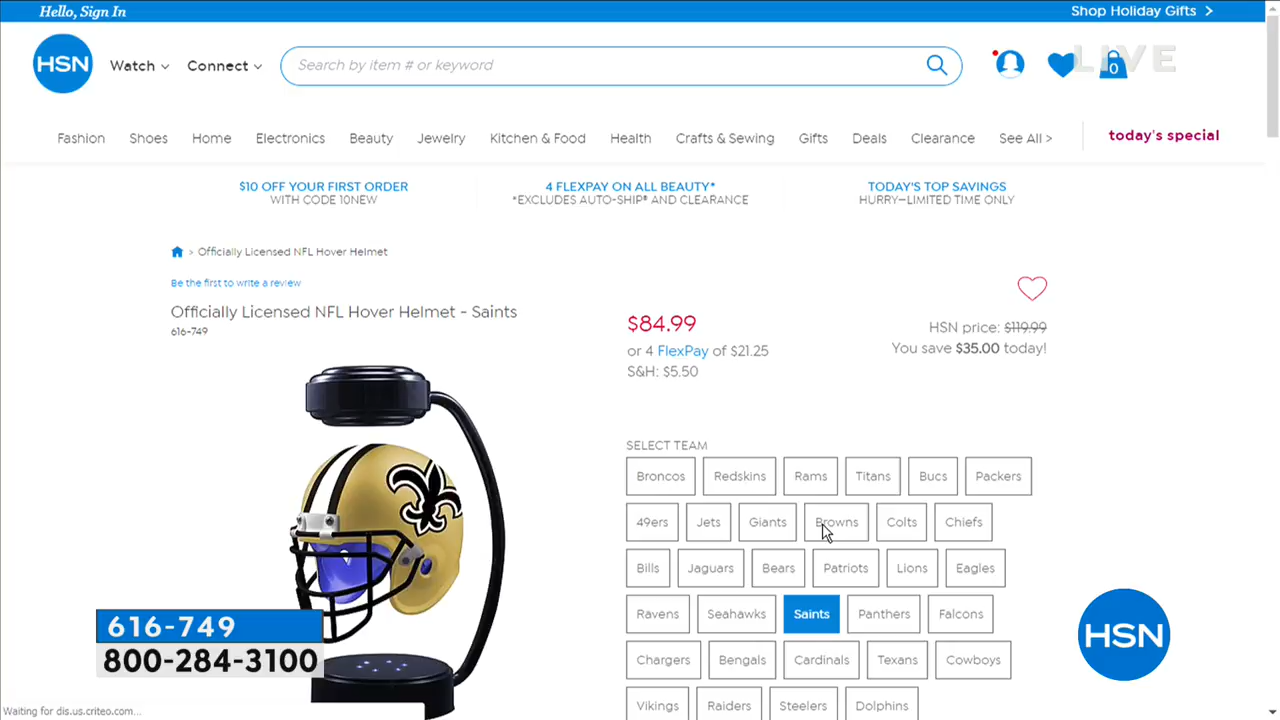 Hello, Sign In
Shop Holiday Gifts >
HSN
Watch
Connect
Search by item # or keyword
0
LIVE
Fashion
Shoes
Home
Electronics
Beauty
Jewelry
Kitchen & Food
Health
Crafts & Sewing
Gifts
Deals
Clearance
See All >
today's special
$10 OFF YOUR FIRST ORDER
WITH CODE 10NEW
4 FLEXPAY ON ALL BEAUTY*
*EXCLUDES AUTO-SHIP® AND CLEARANCE
TODAY'S TOP SAVINGS
HURRY—LIMITED TIME ONLY
> Officially Licensed NFL Hover Helmet
Be the first to write a review
Officially Licensed NFL Hover Helmet - Saints
616-749
$84.99
or 4 FlexPay of $21.25
S&H: $5.50
HSN price: $119.99
You save $35.00 today!
SELECT TEAM
Broncos
Redskins
Rams
Titans
Bucs
Packers
49ers
Jets
Giants
Browns
Colts
Chiefs
Bills
Jaguars
Bears
Patriots
Lions
Eagles
Ravens
Seahawks
Saints
Panthers
Falcons
Chargers
Bengals
Cardinals
Texans
Cowboys
Vikings
Raiders
Steelers
Dolphins
616-749
800-284-3100
HSN
Waiting for dis.us.criteo.com...